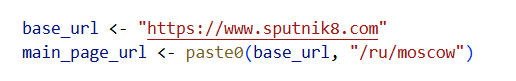 base_url <- "https://www.sputnik8.com"
main_page_url <- paste0(base_url, "/ru/moscow")